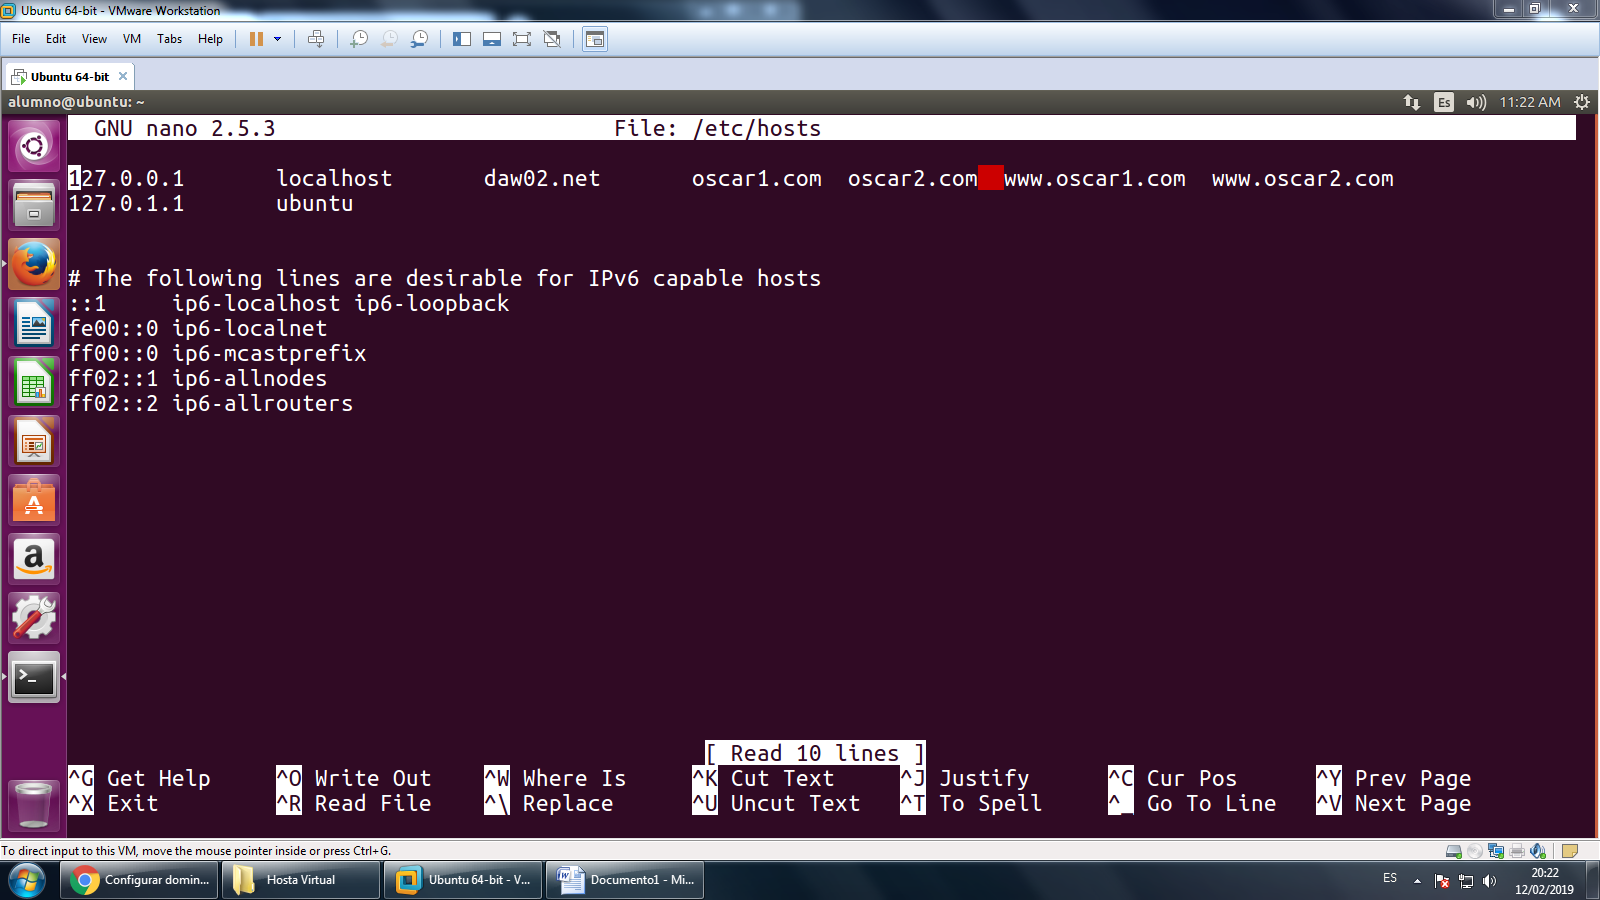 Ubuntu 64-bit - VMware Workstation
File Edit View VM Tabs Help
Ubuntu 64-bit
alumno@ubuntu: ~ Es 11:22 AM
GNU nano 2.5.3 File: /etc/hosts
127.0.0.1 localhost daw02.net oscar1.com oscar2.com www.oscar1.com www.oscar2.com
127.0.1.1 ubuntu
# The following lines are desirable for IPv6 capable hosts
::1 ip6-localhost ip6-loopback
fe00::0 ip6-localnet
ff00::0 ip6-mcastprefix
ff02::1 ip6-allnodes
ff02::2 ip6-allrouters
[ Read 10 lines ]
^G Get Help ^O Write Out ^W Where Is ^K Cut Text ^J Justify ^C Cur Pos ^Y Prev Page
^X Exit ^R Read File ^\ Replace ^U Uncut Text ^T To Spell ^_ Go To Line ^V Next Page
To direct input to this VM, move the mouse pointer inside or press Ctrl+G.
Configurar domin... Hosta Virtual Ubuntu 64-bit - V... Documento1 - Mi... ES 20:22
12/02/2019